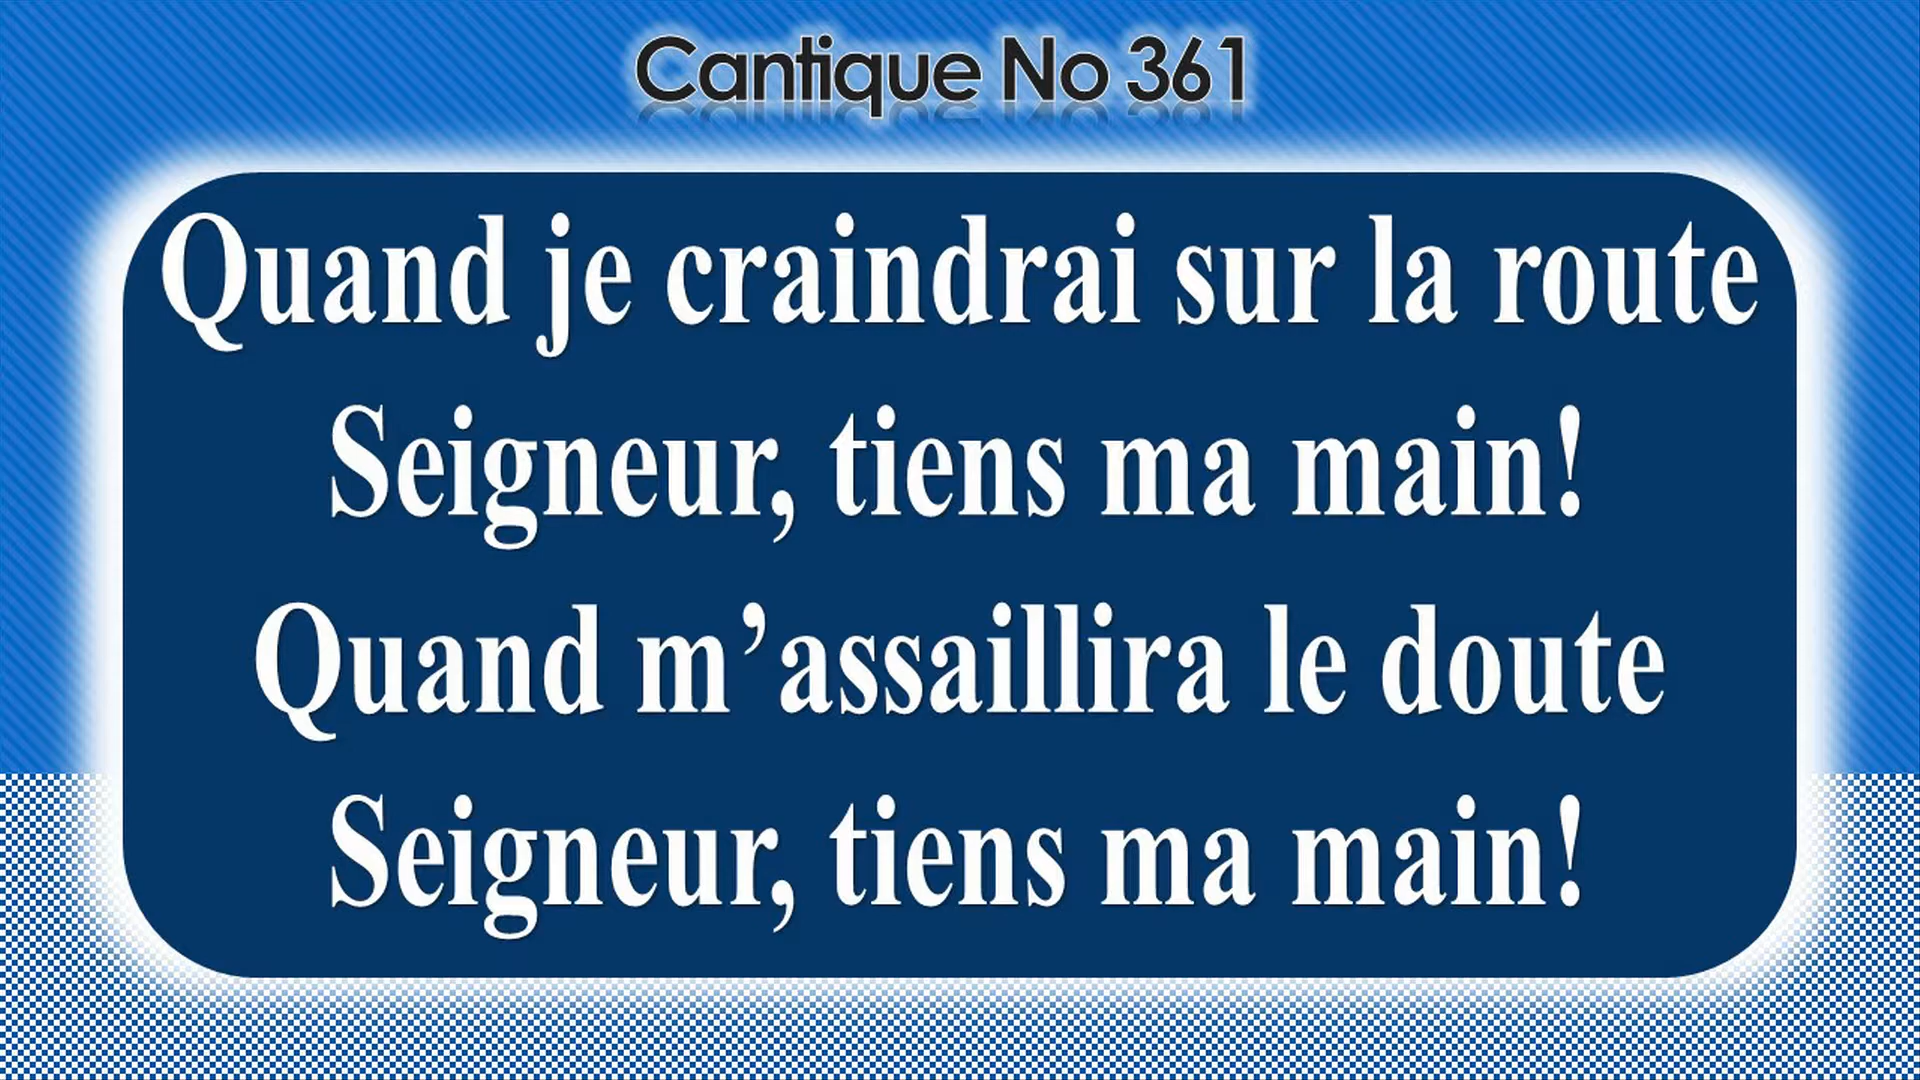 Cantique No 361
Quand je craindrai sur la route
Seigneur, tiens ma main!
Quand m’assaillira le doute
Seigneur, tiens ma main!